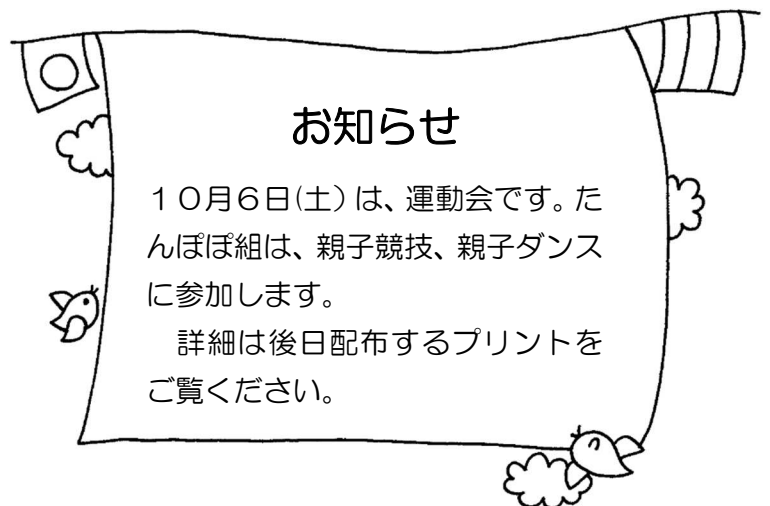 お知らせ
１０月６日(土)は、運動会です。た
んぽぽ組は、親子競技、親子ダンス
に参加します。
　詳細は後日配布するプリントを
ご覧ください。